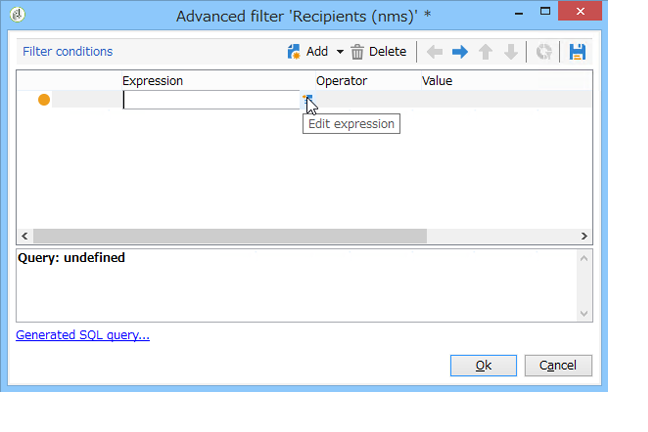 Advanced filter 'Recipients (nms)' *
Filter conditions Add Delete
Expression Operator Value
Edit expression
Query: undefined
Generated SQL query...
Ok Cancel